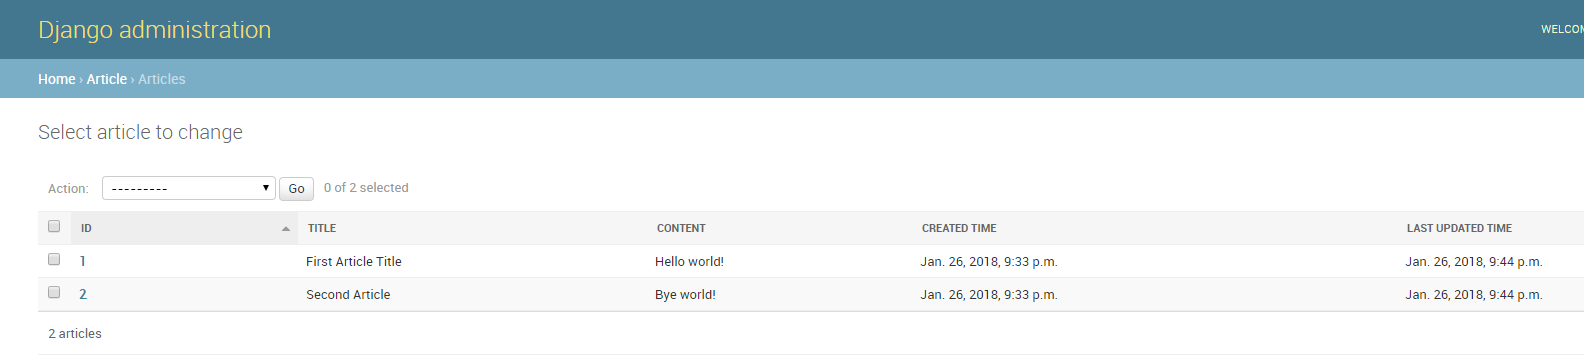 Django administration
WELCOM
Home › Article › Articles
Select article to change
Action: --------- Go 0 of 2 selected
ID TITLE CONTENT CREATED TIME LAST UPDATED TIME
1 First Article Title Hello world! Jan. 26, 2018, 9:33 p.m. Jan. 26, 2018, 9:44 p.m.
2 Second Article Bye world! Jan. 26, 2018, 9:33 p.m. Jan. 26, 2018, 9:44 p.m.
2 articles